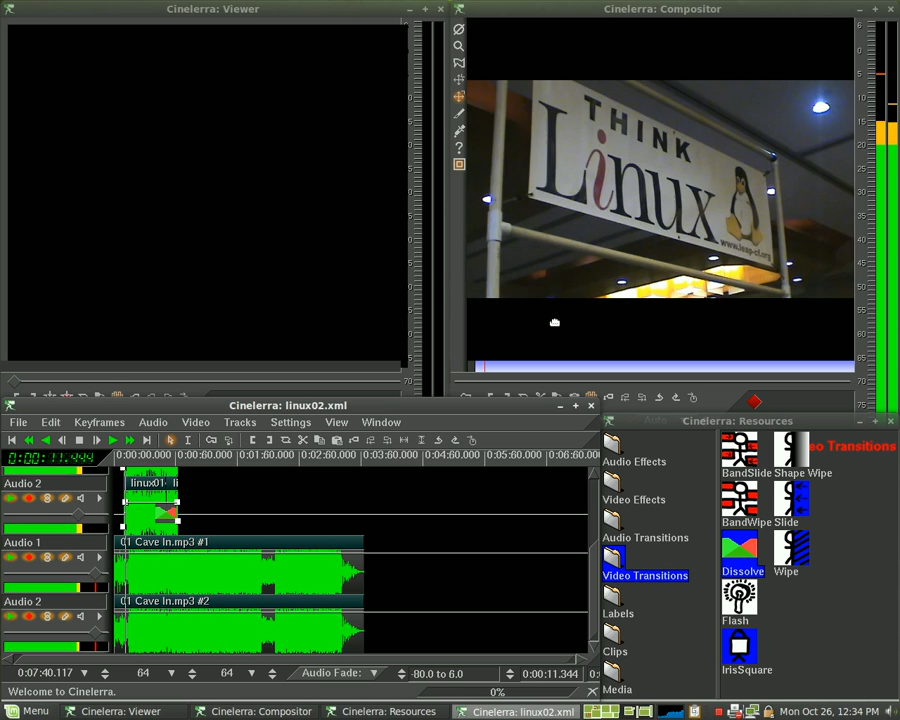 Cinelerra: Viewer
Cinelerra: Compositor
THINK
Linux
www.leap-cf.org
Cinelerra: linux02.xml
File Edit Keyframes Audio Video Tracks Settings View Window
0:00:11.444
0:00:00.000 0:00:50.000 0:01:60.000 0:02:60.000 0:03:60.000 0:04:60.000 0:05:60.000 0:06:60.0
Audio 2
linux01- li
Audio 1
01 Cave In.mp3 #1
Audio 2
01 Cave In.mp3 #2
0:07:40.117 64 64 Audio Fade: -80.0 to 6.0 0:00:11.344
Welcome to Cinelerra.
0%
Cinelerra: Resources
Audio Effects
Video Effects
Audio Transitions
Video Transitions
Labels
Clips
Media
eo Transitions
BandSlide Shape Wipe
BandWipe Slide
Dissolve Wipe
Flash
IrisSquare
Menu Cinelerra: Viewer Cinelerra: Compositor Cinelerra: Resources Cinelerra: linux02.xml Mon Oct 26, 12:34 PM